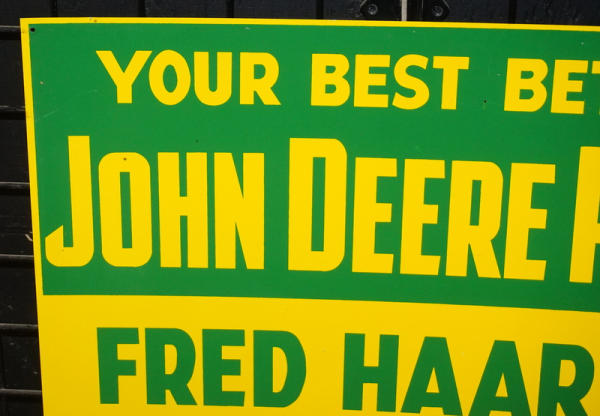 YOUR BEST BET
JOHN DEERE
FRED HAAR